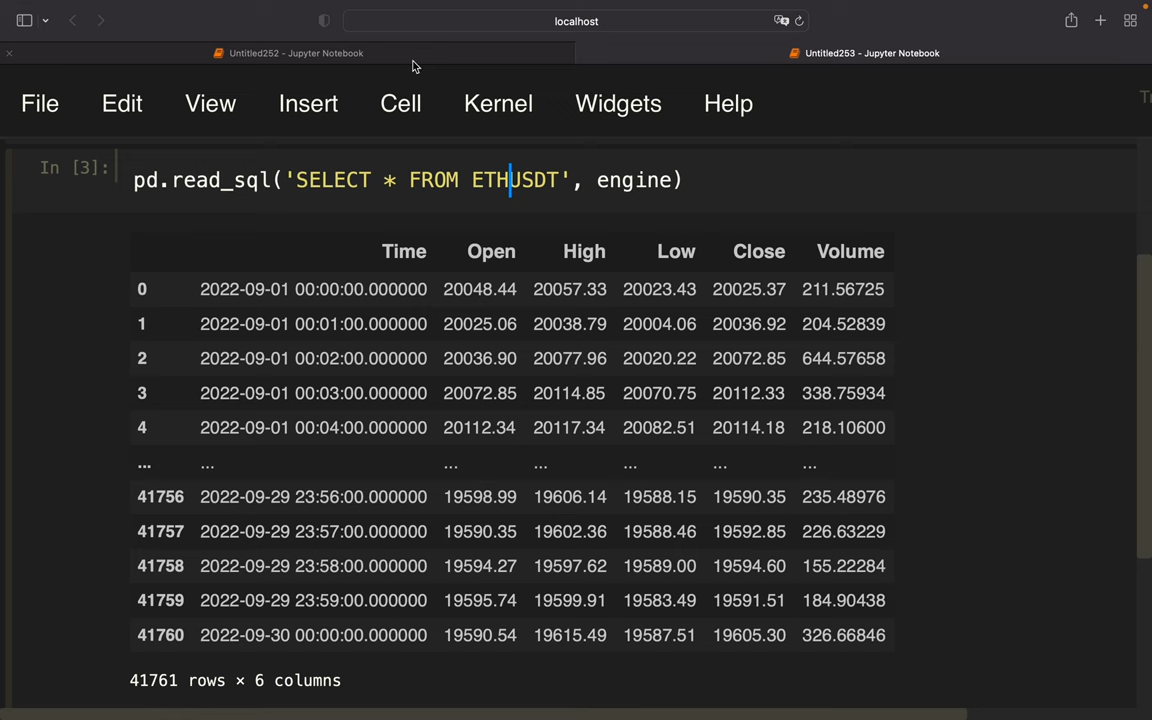 localhost
Untitled252 - Jupyter Notebook
Untitled253 - Jupyter Notebook
File Edit View Insert Cell Kernel Widgets Help
In [3]: pd.read_sql('SELECT * FROM ETHUSDT', engine)
Time Open High Low Close Volume
0 2022-09-01 00:00:00.000000 20048.44 20057.33 20023.43 20025.37 211.56725
1 2022-09-01 00:01:00.000000 20025.06 20038.79 20004.06 20036.92 204.52839
2 2022-09-01 00:02:00.000000 20036.90 20077.96 20020.22 20072.85 644.57658
3 2022-09-01 00:03:00.000000 20072.85 20114.85 20070.75 20112.33 338.75934
4 2022-09-01 00:04:00.000000 20112.34 20117.34 20082.51 20114.18 218.10600
... ... ... ... ... ... ...
41756 2022-09-29 23:56:00.000000 19598.99 19606.14 19588.15 19590.35 235.48976
41757 2022-09-29 23:57:00.000000 19590.35 19602.36 19588.46 19592.85 226.63229
41758 2022-09-29 23:58:00.000000 19594.27 19597.62 19589.00 19594.60 155.22284
41759 2022-09-29 23:59:00.000000 19595.74 19599.91 19583.49 19591.51 184.90438
41760 2022-09-30 00:00:00.000000 19590.54 19615.49 19587.51 19605.30 326.66846
41761 rows × 6 columns